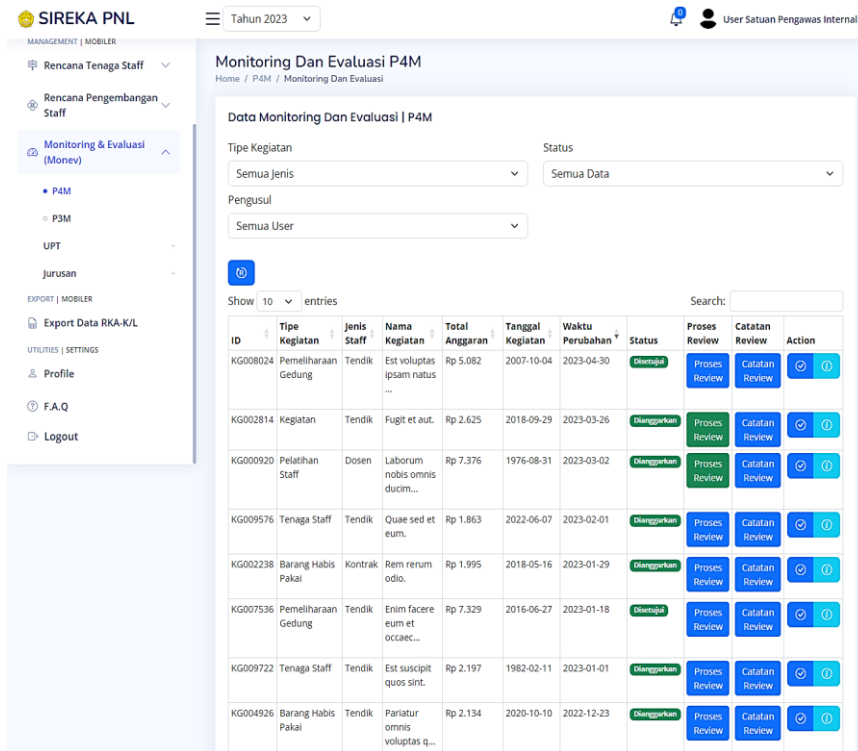 SIREKA PNL
Tahun 2023
0
User Satuan Pengawas Internal
MANAGEMENT | MOBILER
Rencana Tenaga Staff
Rencana Pengembangan
Staff
Monitoring & Evaluasi
(Monev)
P4M
P3M
UPT
Jurusan
EXPORT | MOBILER
Export Data RKA-K/L
UTILITIES | SETTINGS
Profile
F.A.Q
Logout
Monitoring Dan Evaluasi P4M
Home / P4M / Monitoring Dan Evaluasi
Data Monitoring Dan Evaluasi | P4M
Tipe Kegiatan
Status
Semua Jenis
Semua Data
Pengusul
Semua User
Show 10 entries
Search:
ID Tipe Kegiatan Jenis Staff Nama Kegiatan Total Anggaran Tanggal Kegiatan Waktu Perubahan Status Proses Review Catatan Review Action
KG008024 Pemeliharaan Gedung Tendik Est voluptas ipsam natus ... Rp 5.082 2007-10-04 2023-04-30 Disetujui Proses Review Catatan Review
KG002814 Kegiatan Tendik Fugit et aut. Rp 2.625 2018-09-29 2023-03-26 Dianggarkan Proses Review Catatan Review
KG000920 Pelatihan Staff Dosen Laborum nobis omnis ducim... Rp 7.376 1976-08-31 2023-03-02 Dianggarkan Proses Review Catatan Review
KG009576 Tenaga Staff Tendik Quae sed et eum. Rp 1.863 2022-06-07 2023-02-01 Dianggarkan Proses Review Catatan Review
KG002238 Barang Habis Pakai Kontrak Rem rerum odio. Rp 1.995 2018-05-16 2023-01-29 Dianggarkan Proses Review Catatan Review
KG007536 Pemeliharaan Gedung Tendik Enim facere eum et occaec... Rp 7.329 2016-06-27 2023-01-18 Disetujui Proses Review Catatan Review
KG009722 Tenaga Staff Tendik Est suscipit quos sint. Rp 2.197 1982-02-11 2023-01-01 Dianggarkan Proses Review Catatan Review
KG004926 Barang Habis Pakai Tendik Pariatur omnis voluptas q... Rp 2.134 2020-10-10 2022-12-23 Dianggarkan Proses Review Catatan Review